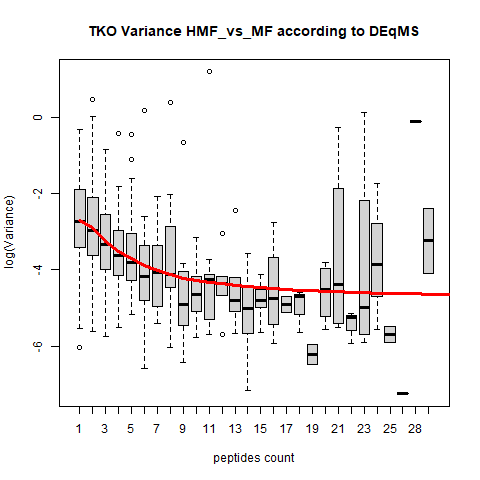 TKO Variance HMF_vs_MF according to DEqMS
log(Variance)
0
-2
-4
-6
1 3 5 7 9 11 13 15 17 19 21 23 25 28
peptides count